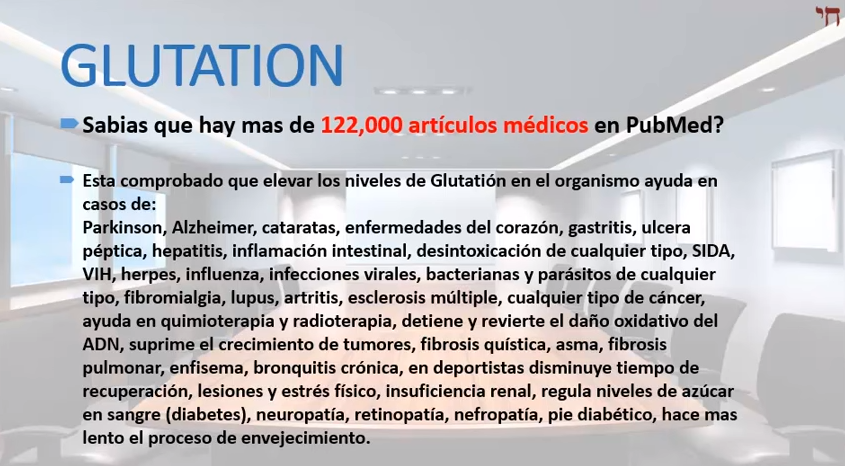 חי
GLUTATION
Sabias que hay mas de 122,000 artículos médicos en PubMed?
Esta comprobado que elevar los niveles de Glutatión en el organismo ayuda en
casos de:
Parkinson, Alzheimer, cataratas, enfermedades del corazón, gastritis, ulcera
péptica, hepatitis, inflamación intestinal, desintoxicación de cualquier tipo, SIDA,
VIH, herpes, influenza, infecciones virales, bacterianas y parásitos de cualquier
tipo, fibromialgia, lupus, artritis, esclerosis múltiple, cualquier tipo de cáncer,
ayuda en quimioterapia y radioterapia, detiene y revierte el daño oxidativo del
ADN, suprime el crecimiento de tumores, fibrosis quística, asma, fibrosis
pulmonar, enfisema, bronquitis crónica, en deportistas disminuye tiempo de
recuperación, lesiones y estrés físico, insuficiencia renal, regula niveles de azúcar
en sangre (diabetes), neuropatía, retinopatía, nefropatía, pie diabético, hace mas
lento el proceso de envejecimiento.